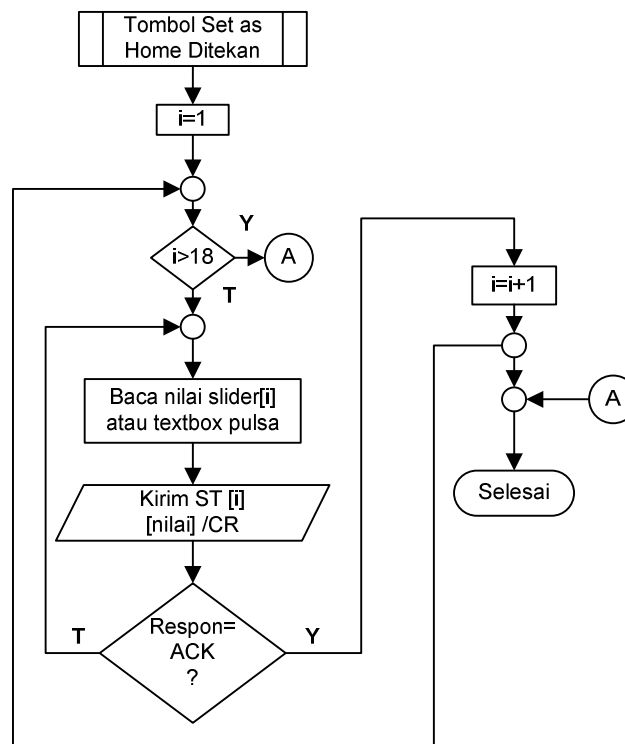 Tombol Set as
Home Ditekan
i=1
Y
i>18
A
T
Baca nilai slider[i]
atau textbox pulsa
Kirim ST [i]
[nilai] /CR
T
Respon=
ACK
?
Y
i=i+1
A
Selesai